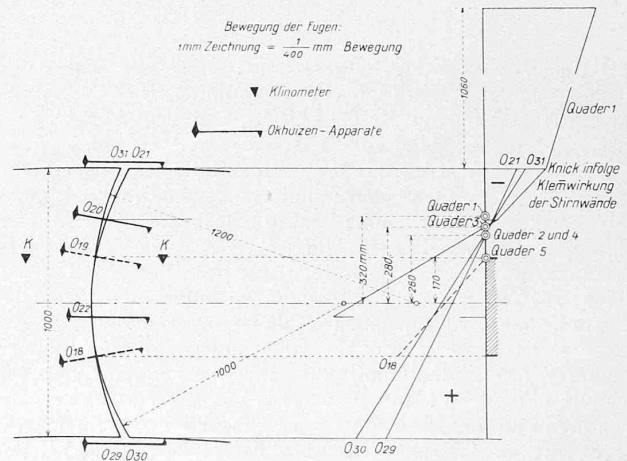 Bewegung der Fugen:
1mm Zeichnung = 1/400 mm Bewegung
Klinometer
Okhuizen-Apparate
1060
Quader 1
O31 O21
O21 O31
Knick infolge
Klem̅wirkung
der Stirnwände
−
O20
Quader 1
Quader 3
Quader 2 und 4
Quader 5
K
O19
K
1200
320mm
280
260
170
1000
O22
O18
1000
O18
+
O29 O30
O30 O29